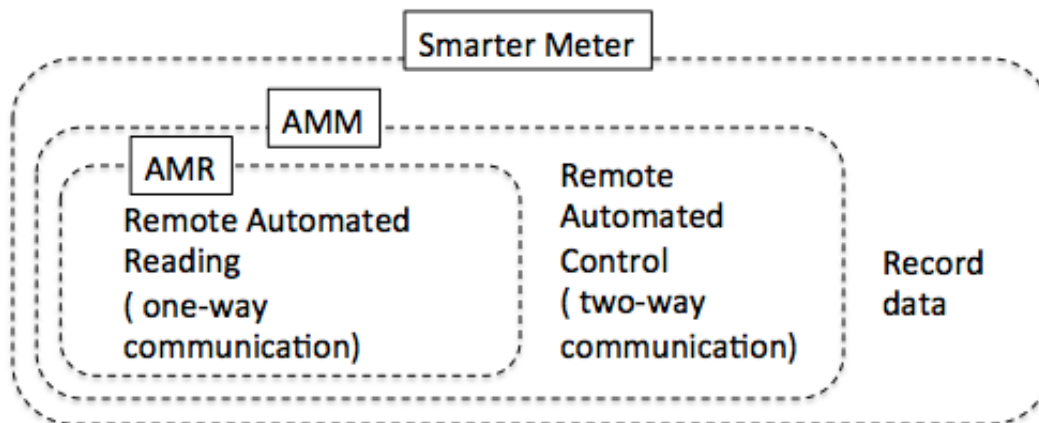 Smarter Meter
AMM
AMR
Remote Automated
Reading
( one-way
communication)
Remote
Automated
Control
( two-way
communication)
Record
data